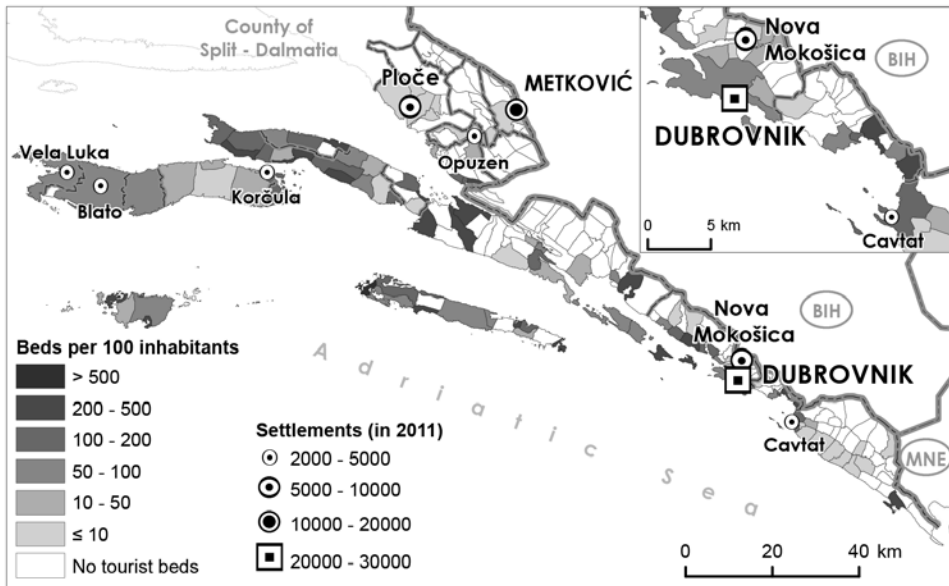 County of
Split - Dalmatia
Ploče
METKOVIĆ
Opuzen
Vela Luka
Blato
Korčula
Nova
Mokošica
BIH
DUBROVNIK
Cavtat
0 5 km
BIH
Nova
Mokošica
DUBROVNIK
Cavtat
MNE
Adriatic Sea
Beds per 100 inhabitants
> 500
200 - 500
100 - 200
50 - 100
10 - 50
≤ 10
No tourist beds
Settlements (in 2011)
2000 - 5000
5000 - 10000
10000 - 20000
20000 - 30000
0 20 40 km